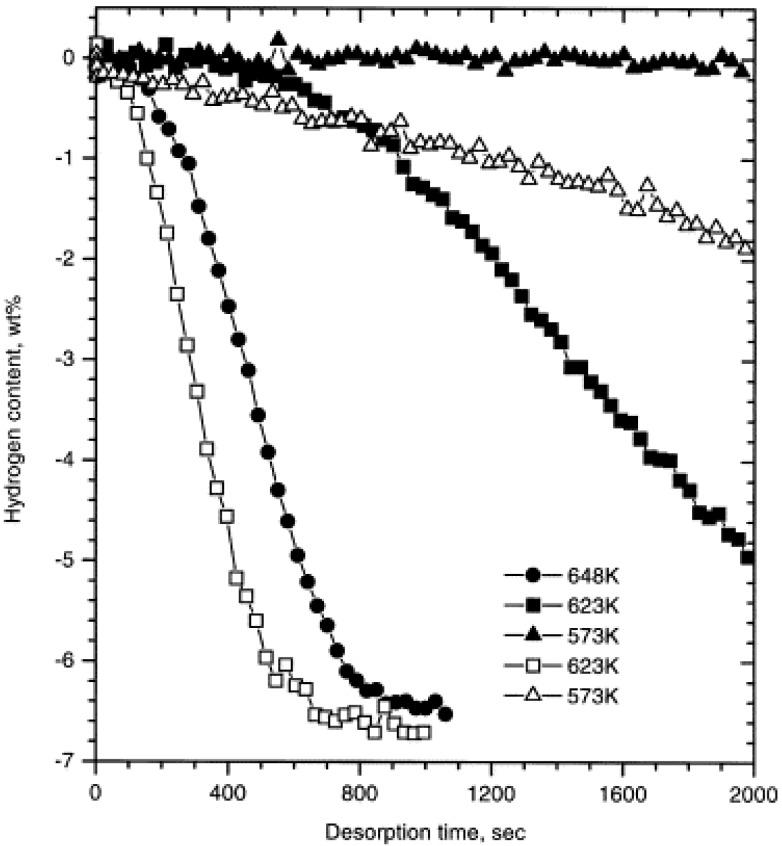 0
-1
-2
-3
-4
-5
-6
-7
Hydrogen content, wt%
648K
623K
573K
623K
573K
0 400 800 1200 1600 2000
Desorption time, sec